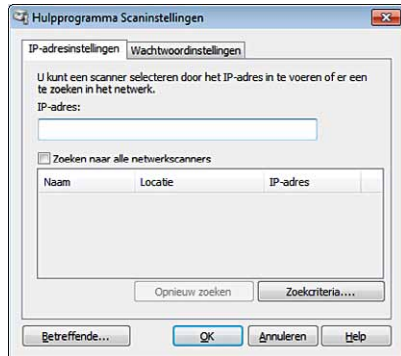 Hulpprogramma Scaninstellingen
IP-adresinstellingen Wachtwoordinstellingen
U kunt een scanner selecteren door het IP-adres in te voeren of er een
te zoeken in het netwerk.
IP-adres:
Zoeken naar alle netwerkscanners
Naam Locatie IP-adres
Opnieuw zoeken Zoekcriteria....
Betreffende... OK Annuleren Help